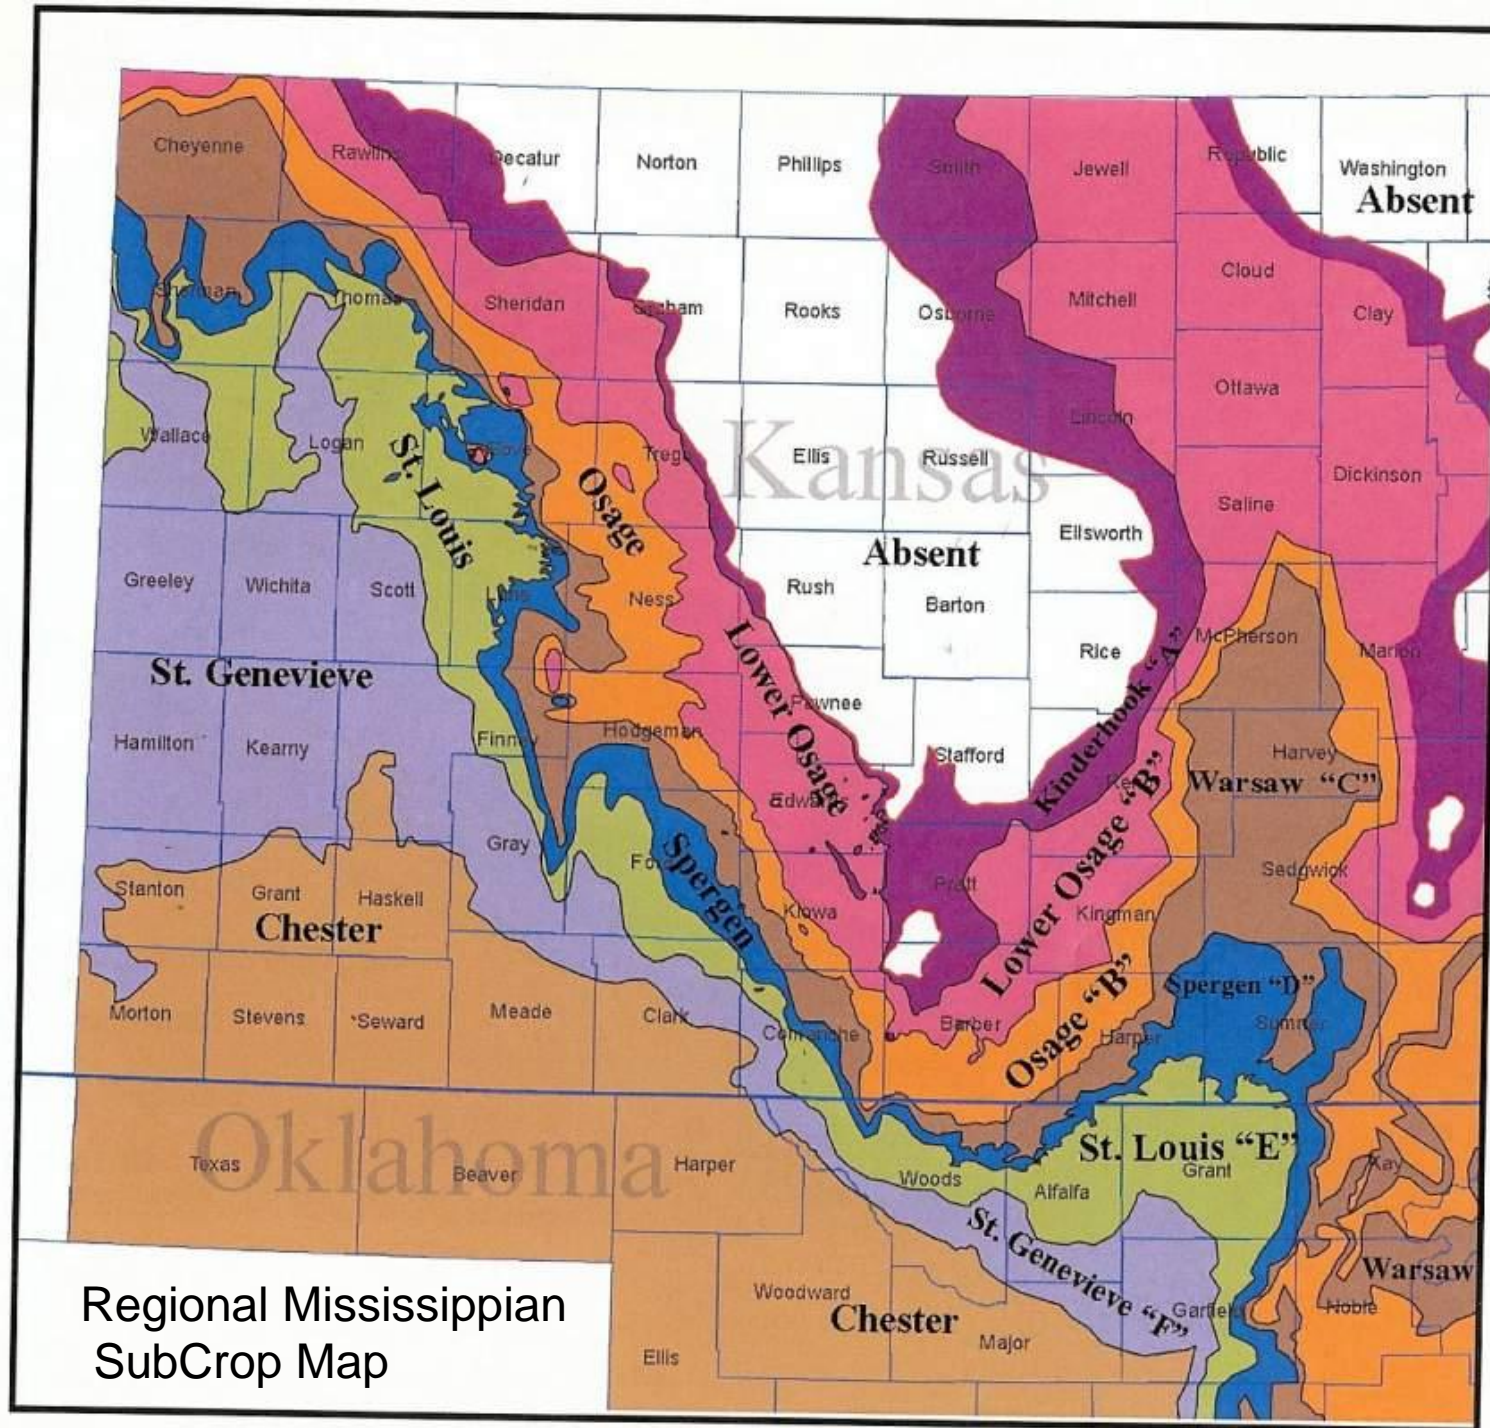 Cheyenne
Rawlins
Decatur
Norton
Phillips
Smith
Jewell
Republic
Washington
Absent
Sherman
Thomas
Sheridan
Graham
Rooks
Osborne
Mitchell
Cloud
Clay
Ottawa
Wallace
Logan
Gove
Trego
Ellis
Russell
Lincoln
Saline
Dickinson
Kansas
St. Louis
Osage
Absent
Ellsworth
Greeley
Wichita
Scott
Lane
Ness
Rush
Barton
Rice
McPherson
Marion
St. Genevieve
Lower Osage
Kinderhook "A"
Hamilton
Kearny
Finney
Hodgeman
Pawnee
Stafford
Harvey
Edwards
Lower Osage "B"
Warsaw "C"
Gray
Spergen
Stanton
Grant
Haskell
Chester
Kiowa
Pratt
Kingman
Sedgwick
Morton
Stevens
Seward
Meade
Clark
Comanche
Barber
Osage "B"
Harper
Spergen "D"
Sumner
Oklahoma
Texas
Beaver
Harper
Woods
Alfalfa
St. Louis "E"
Grant
Kay
St. Genevieve "F"
Warsaw
Woodward
Chester
Major
Garfield
Noble
Ellis
Regional Mississippian
SubCrop Map